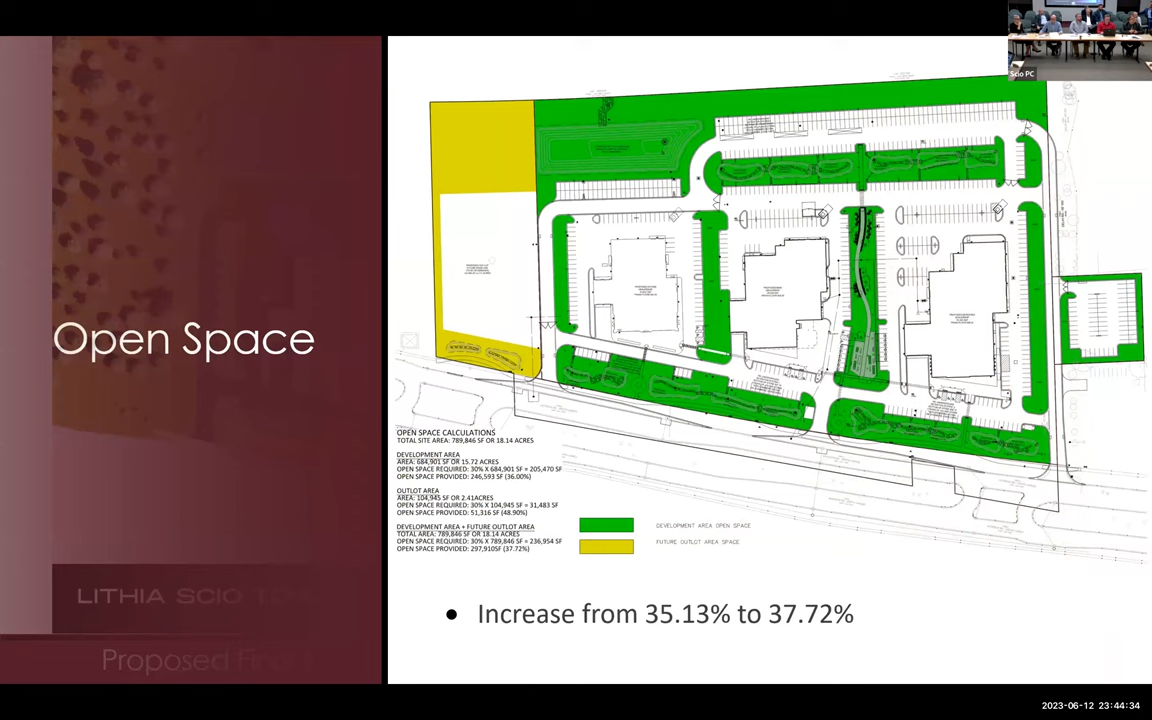 Scio PC
Open Space
OPEN SPACE CALCULATIONS
TOTAL SITE AREA: 789,846 SF OR 18.14 ACRES
DEVELOPMENT AREA
AREA: 684,901 SF OR 15.72 ACRES
OPEN SPACE REQUIRED: 30% X 684,901 SF = 205,470 SF
OPEN SPACE PROVIDED: 246,593 SF (36.00%)
OUTLOT AREA
AREA: 104,945 SF OR 2.41ACRES
OPEN SPACE REQUIRED: 30% X 104,945 SF = 31,483 SF
OPEN SPACE PROVIDED: 51,316 SF (48.90%)
DEVELOPMENT AREA + FUTURE OUTLOT AREA
TOTAL AREA: 789,846 SF OR 18.14 ACRES
OPEN SPACE REQUIRED: 30% X 789,846 SF = 236,954 SF
OPEN SPACE PROVIDED: 297,910SF (37.72%)
DEVELOPMENT AREA OPEN SPACE
FUTURE OUTLOT AREA SPACE
LITHIA SCIO
Proposed
• Increase from 35.13% to 37.72%
2023-06-12 23:44:34